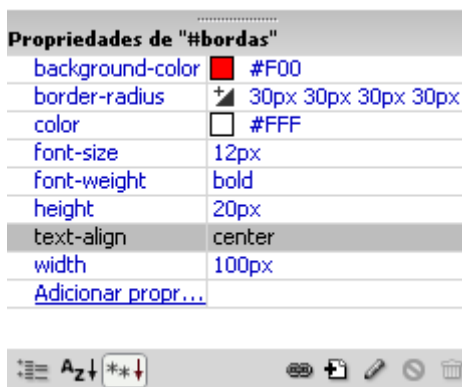 Propriedades de "#bordas"
background-color #F00
border-radius 30px 30px 30px 30px
color #FFF
font-size 12px
font-weight bold
height 20px
text-align center
width 100px
Adicionar propr...
Az **